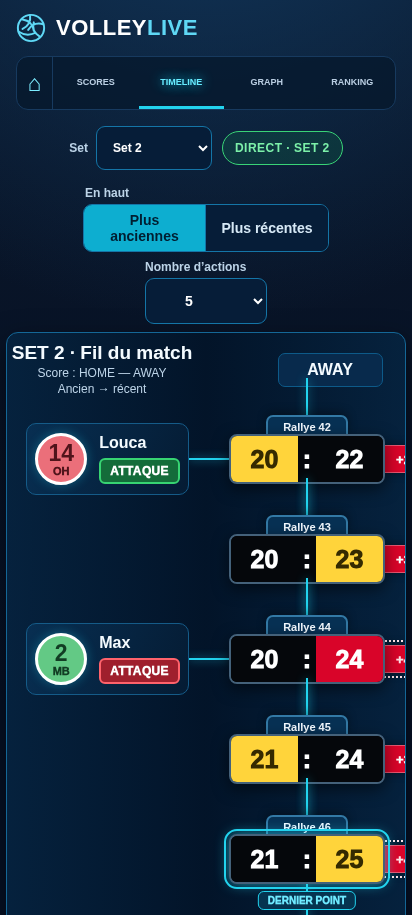 VOLLEYLIVE
SCORES TIMELINE GRAPH RANKING
Set Set 2 DIRECT · SET 2
En haut
Plus anciennes Plus récentes
Nombre d'actions
5
SET 2 · Fil du match
Score : HOME — AWAY
Ancien → récent
AWAY
Rallye 42
14 OH Louca ATTAQUE 20 : 22
Rallye 43
20 : 23
Rallye 44
2 MB Max ATTAQUE 20 : 24
Rallye 45
21 : 24
Rallye 46
21 : 25
DERNIER POINT